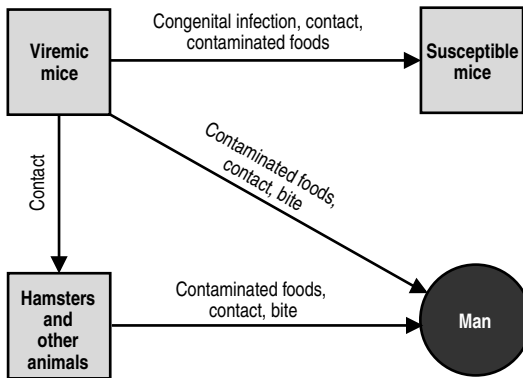 Viremic
mice
Congenital infection, contact,
contaminated foods
Susceptible
mice
Contact
Contaminated foods,
contact, bite
Hamsters
and
other
animals
Contaminated foods,
contact, bite
Man